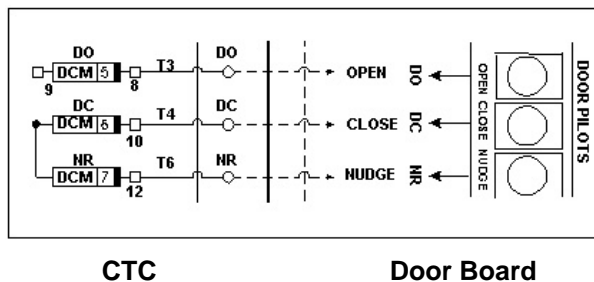 DO
DCM 5 T3 DO OPEN DO OPEN
9 8
DC
DCM 6 T4 DC CLOSE DC CLOSE
10
NR
DCM 7 T6 NR NUDGE NR NUDGE
12
DOOR PILOTS
CTC Door Board